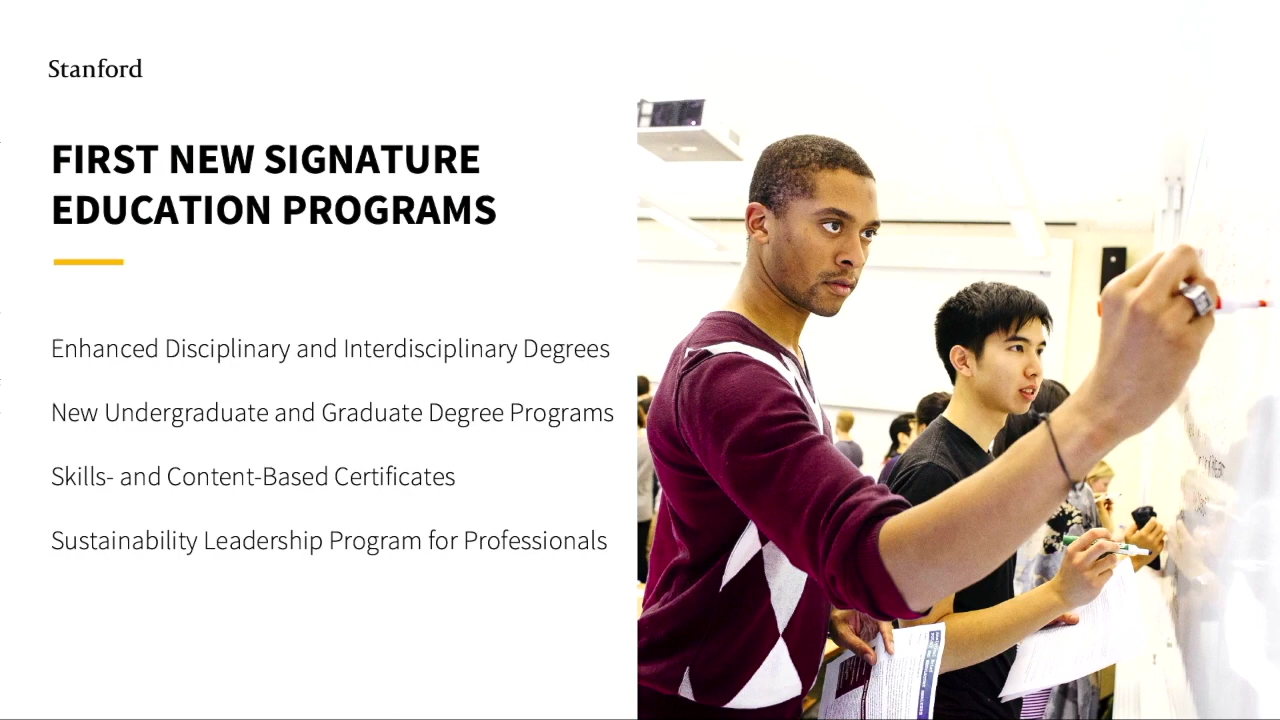 Stanford
FIRST NEW SIGNATURE
EDUCATION PROGRAMS
Enhanced Disciplinary and Interdisciplinary Degrees
New Undergraduate and Graduate Degree Programs
Skills- and Content-Based Certificates
Sustainability Leadership Program for Professionals